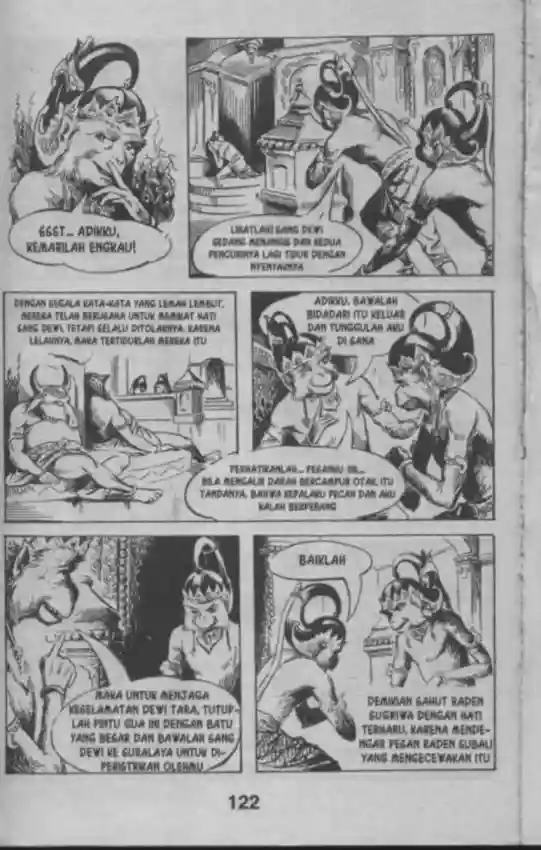 SSST... ADIKKU,
KEMARILAH ENGKAU!
LIHATLAH SANG DEWI
SEDANG MENANGIS DAN KEDUA
PENCURINYA LAGI TIDUR DENGAN
NYENYAKNYA
DENGAN SEGALA KATA-KATA YANG LEMAH LEMBUT,
MEREKA TELAH BERUSAHA UNTUK MEMIKAT HATI
SANG DEWI, TETAPI SELALU DITOLAKNYA. KARENA
LELAHNYA, MAKA TERTIDURLAH MEREKA ITU
ADIKKU, BAWALAH
BIDADARI ITU KELUAR
DAN TUNGGULAH AKU
DI SANA
PERHATIKANLAH... PESANKU INI...
BILA MENGALIR DARAH BERCAMPUR OTAK, ITU
TANDANYA, BAHWA KEPALAKU PECAH DAN AKU
KALAH BERPERANG
MAKA UNTUK MENJAGA
KESELAMATAN DEWI TARA, TUTUP-
LAH PINTU GUA INI DENGAN BATU
YANG BESAR DAN BAWALAH SANG
DEWI KE SURALAYA UNTUK DI-
PERISTRIKAN OLEHMU
BAIKLAH
DEMIKIAN SAHUT RADEN
SUGRIWA DENGAN HATI
TERHARU, KARENA MENDE-
NGAR PESAN RADEN SUBALI
YANG MENGECEWAKAN ITU
122